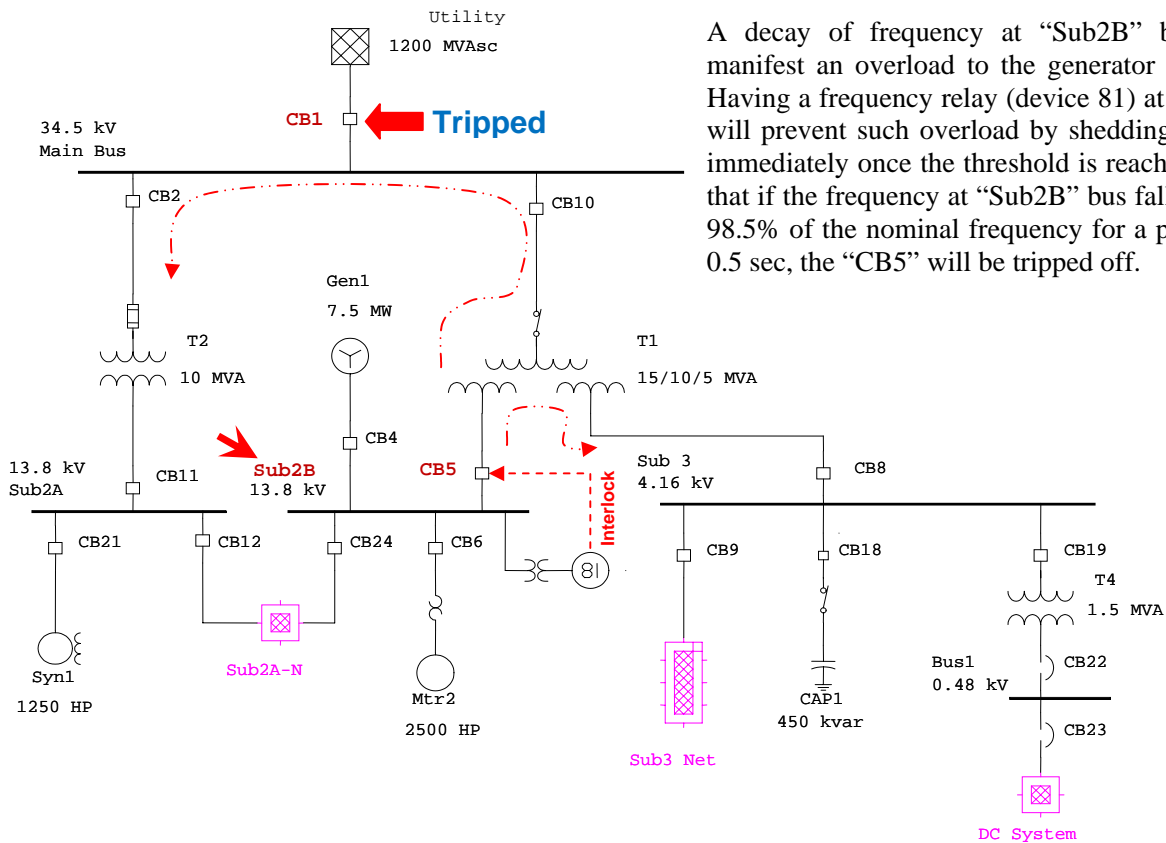 Utility
1200 MVAsc
CB1
Tripped
34.5 kV
Main Bus
A decay of frequency at “Sub2B” b
manifest an overload to the generator
Having a frequency relay (device 81) at
will prevent such overload by shedding
immediately once the threshold is reach
that if the frequency at “Sub2B” bus fall
98.5% of the nominal frequency for a p
0.5 sec, the “CB5” will be tripped off.
CB2
CB10
Gen1
7.5 MW
T2
10 MVA
T1
15/10/5 MVA
CB4
13.8 kV
Sub2A
CB11
Sub2B
13.8 kV
CB5
Interlock
Sub 3
4.16 kV
CB8
CB21
CB12
CB24
CB6
81
CB9
CB18
CB19
T4
1.5 MVA
Syn1
1250 HP
Sub2A-N
Mtr2
2500 HP
Sub3 Net
CAP1
450 kvar
Bus1
0.48 kV
CB22
CB23
DC System